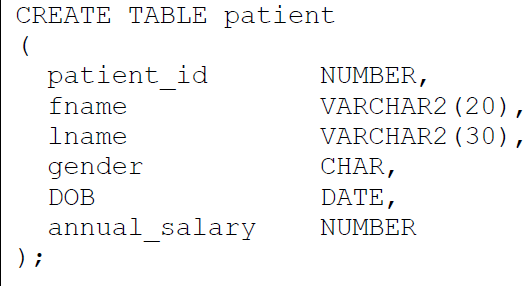 CREATE TABLE patient
(
patient_id NUMBER,
fname VARCHAR2(20),
lname VARCHAR2(30),
gender CHAR,
DOB DATE,
annual_salary NUMBER
);